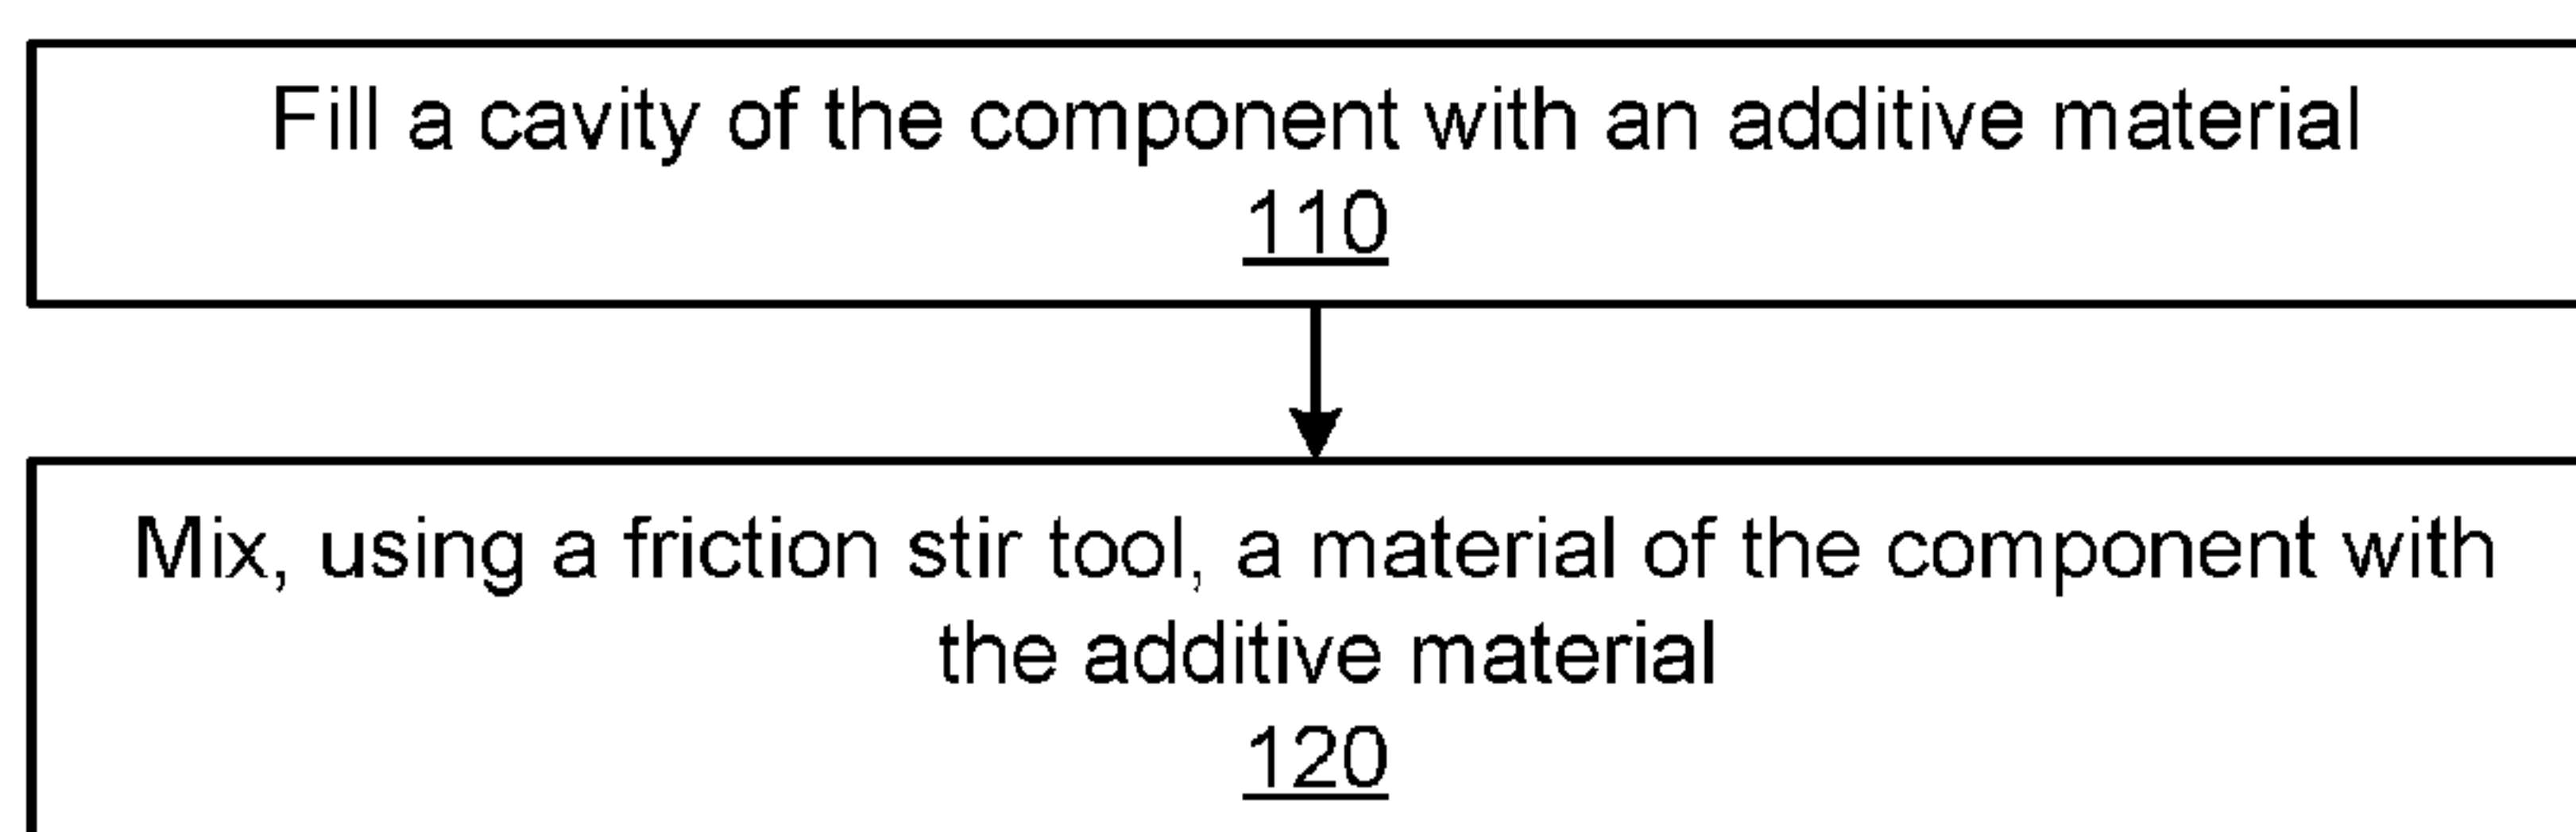 Fill a cavity of the component with an additive material
110
Mix, using a friction stir tool, a material of the component with
the additive material
120